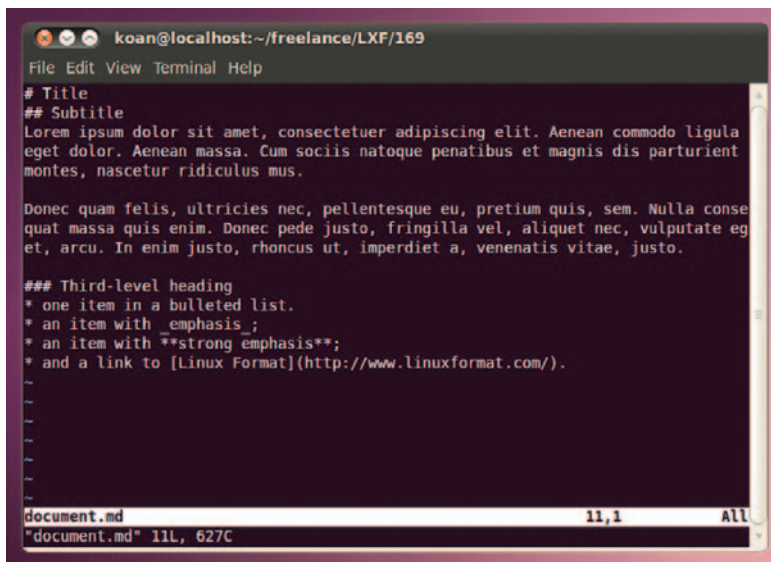 koan@localhost:~/freelance/LXF/169
File Edit View Terminal Help
# Title
## Subtitle
Lorem ipsum dolor sit amet, consectetuer adipiscing elit. Aenean commodo ligula
eget dolor. Aenean massa. Cum sociis natoque penatibus et magnis dis parturient
montes, nascetur ridiculus mus.
Donec quam felis, ultricies nec, pellentesque eu, pretium quis, sem. Nulla conse
quat massa quis enim. Donec pede justo, fringilla vel, aliquet nec, vulputate eg
et, arcu. In enim justo, rhoncus ut, imperdiet a, venenatis vitae, justo.
### Third-level heading
* one item in a bulleted list.
* an item with _emphasis_;
* an item with **strong emphasis**;
* and a link to [Linux Format](http://www.linuxformat.com/).
~
~
~
~
~
~
~
document.md 11,1 All
"document.md" 11L, 627C